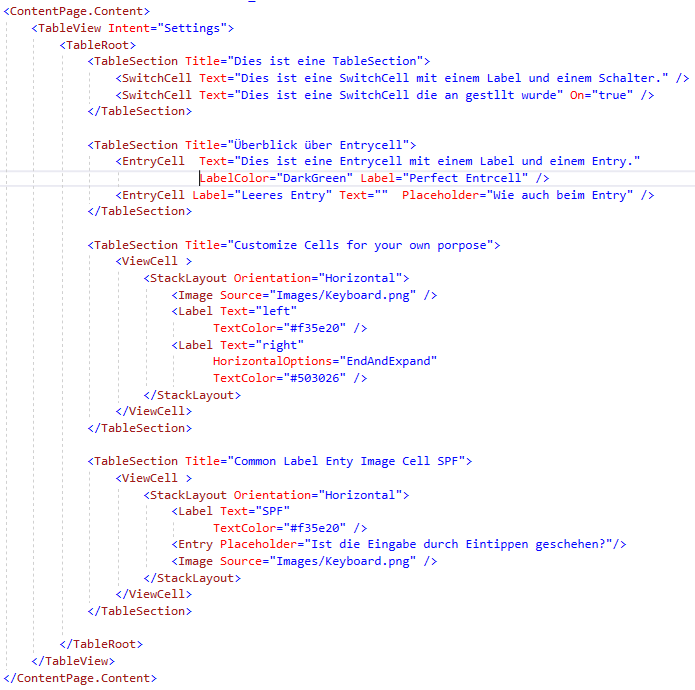 <ContentPage.Content>
<TableView Intent="Settings">
<TableRoot>
<TableSection Title="Dies ist eine TableSection">
<SwitchCell Text="Dies ist eine SwitchCell mit einem Label und einem Schalter." />
<SwitchCell Text="Dies ist eine SwitchCell die an gestllt wurde" On="true" />
</TableSection>
<TableSection Title="Überblick über Entrycell">
<EntryCell  Text="Dies ist eine Entrycell mit einem Label und einem Entry."
LabelColor="DarkGreen" Label="Perfect Entrcell" />
<EntryCell Label="Leeres Entry" Text=""  Placeholder="Wie auch beim Entry" />
</TableSection>
<TableSection Title="Customize Cells for your own porpose">
<ViewCell >
<StackLayout Orientation="Horizontal">
<Image Source="Images/Keyboard.png" />
<Label Text="left"
TextColor="#f35e20" />
<Label Text="right"
HorizontalOptions="EndAndExpand"
TextColor="#503026" />
</StackLayout>
</ViewCell>
</TableSection>
<TableSection Title="Common Label Enty Image Cell SPF">
<ViewCell >
<StackLayout Orientation="Horizontal">
<Label Text="SPF"
TextColor="#f35e20" />
<Entry Placeholder="Ist die Eingabe durch Eintippen geschehen?"/>
<Image Source="Images/Keyboard.png" />
</StackLayout>
</ViewCell>
</TableSection>
</TableRoot>
</TableView>
</ContentPage.Content>